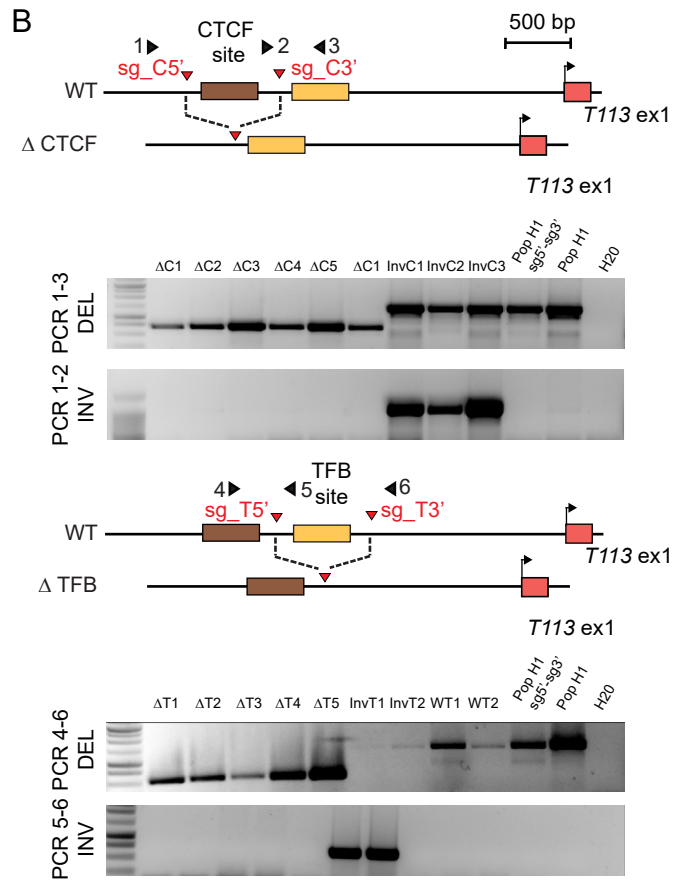 B
CTCF
site
500 bp
1 2 3
sg_C5' sg_C3'
WT
T113 ex1
Δ CTCF
T113 ex1
ΔC1 ΔC2 ΔC3 ΔC4 ΔC5 ΔC1 InvC1 InvC2 InvC3 Pop H1 sg5'-sg3' Pop H1 H20
PCR 1-3
DEL
PCR 1-2
INV
TFB
site
4 5 6
sg_T5' sg_T3'
WT
T113 ex1
Δ TFB
T113 ex1
ΔT1 ΔT2 ΔT3 ΔT4 ΔT5 InvT1 InvT2 WT1 WT2 Pop H1 sg5'-sg3' Pop H1 H20
PCR 4-6
DEL
PCR 5-6
INV